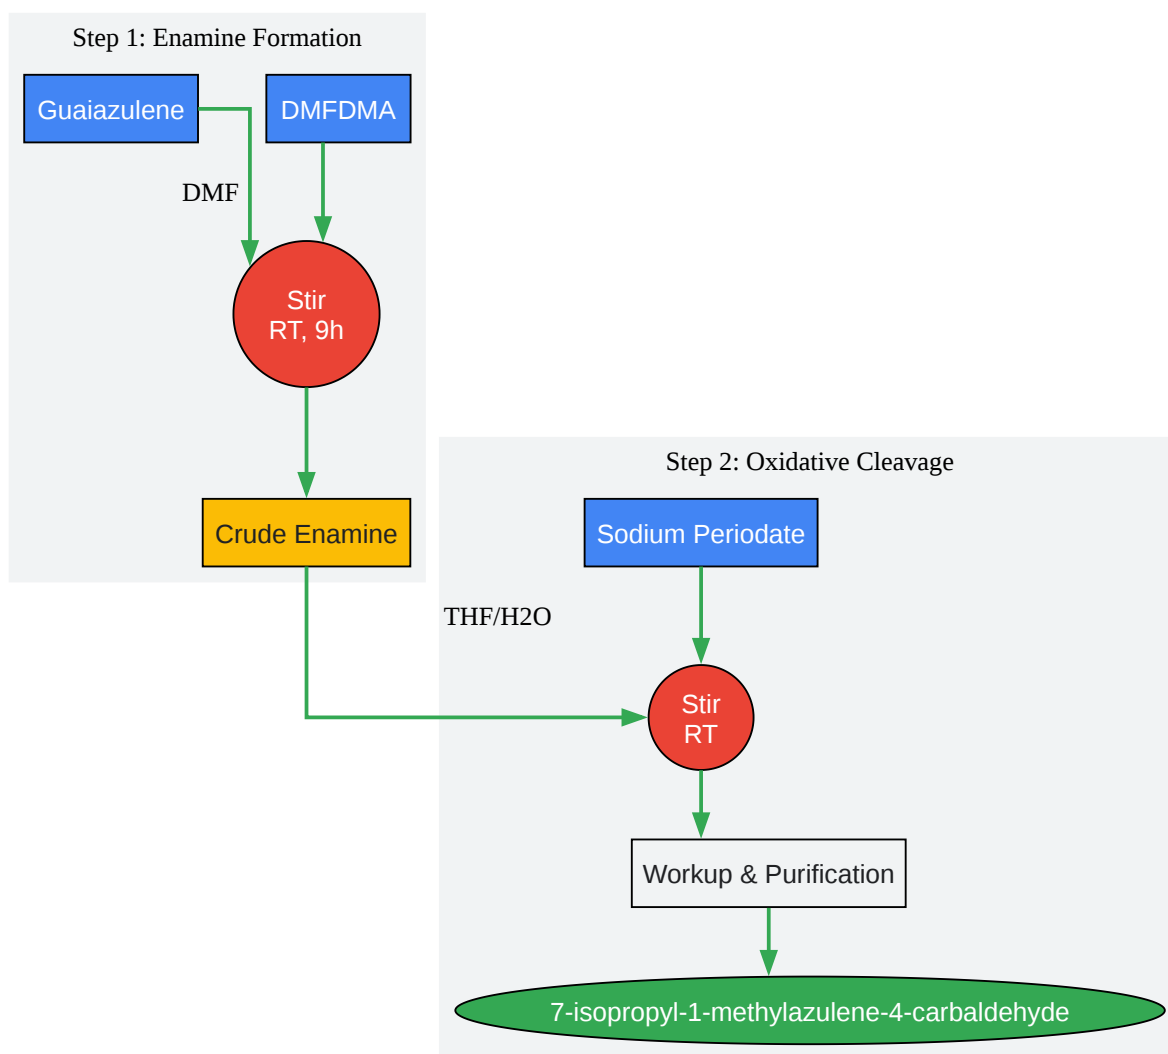 Step 1: Enamine Formation
Guaiazulene
DMFDMA
DMF
Stir
RT, 9h
Crude Enamine
Step 2: Oxidative Cleavage
Sodium Periodate
THF/H2O
Stir
RT
Workup & Purification
7-isopropyl-1-methylazulene-4-carbaldehyde